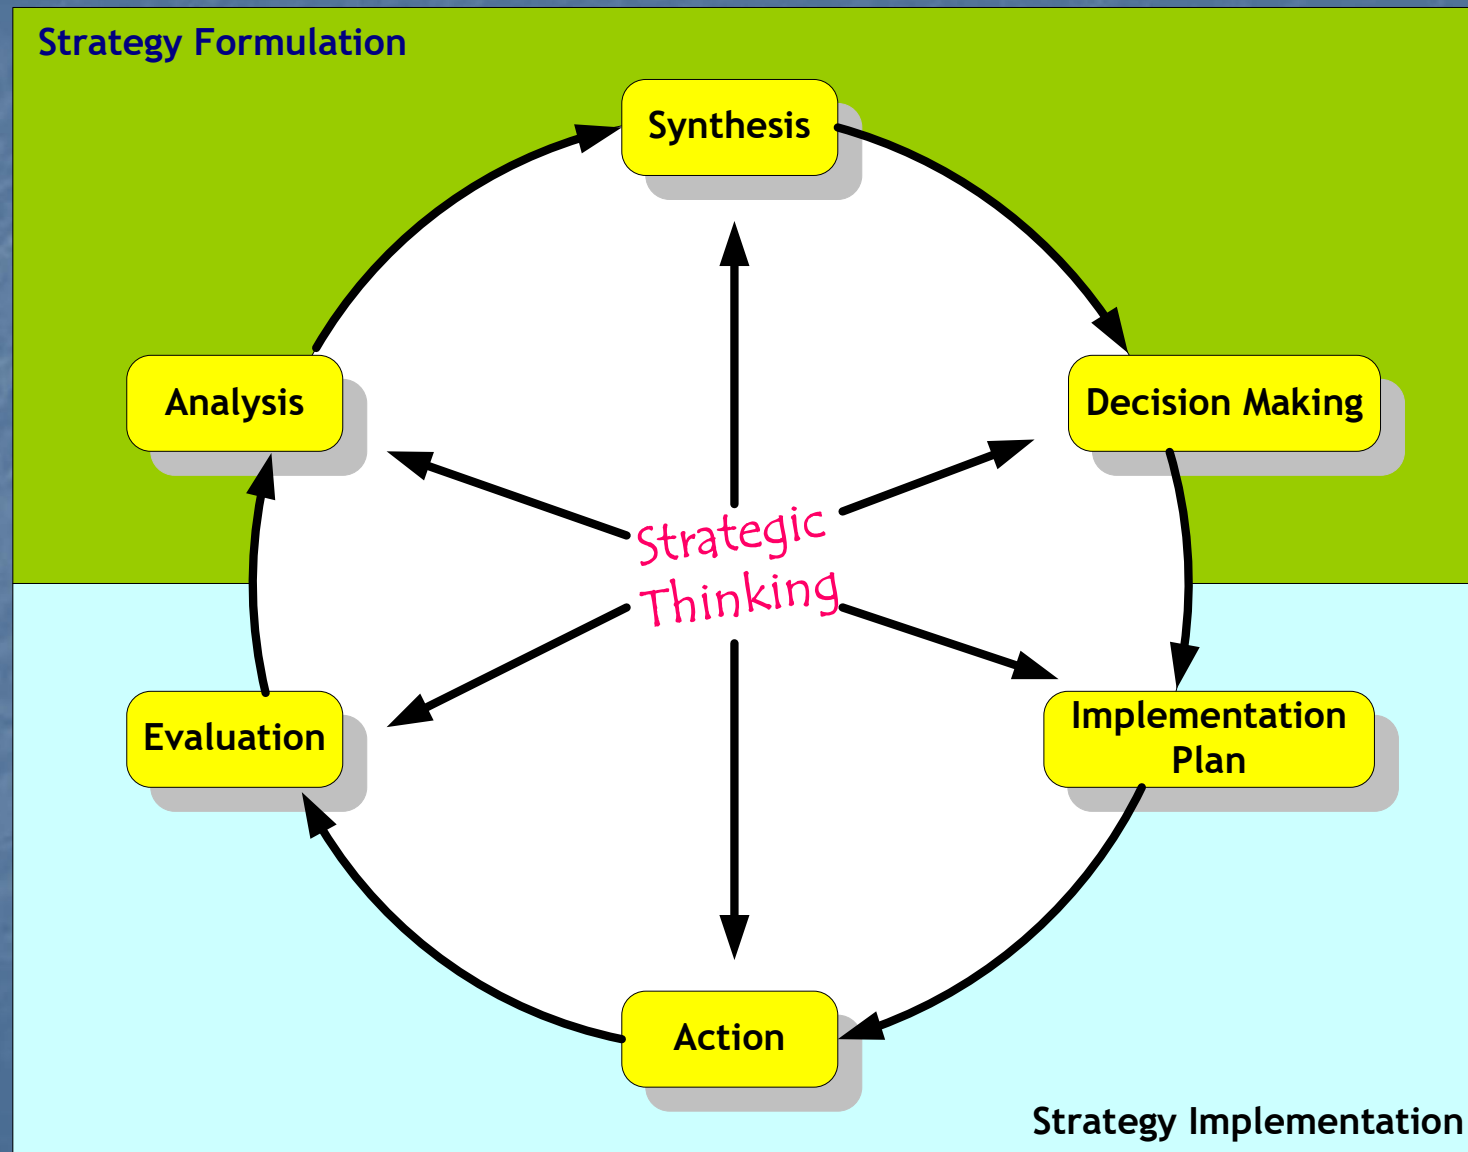 Strategy Formulation
Synthesis
Analysis
Decision Making
Strategic
Thinking
Evaluation
Implementation
Plan
Action
Strategy Implementation